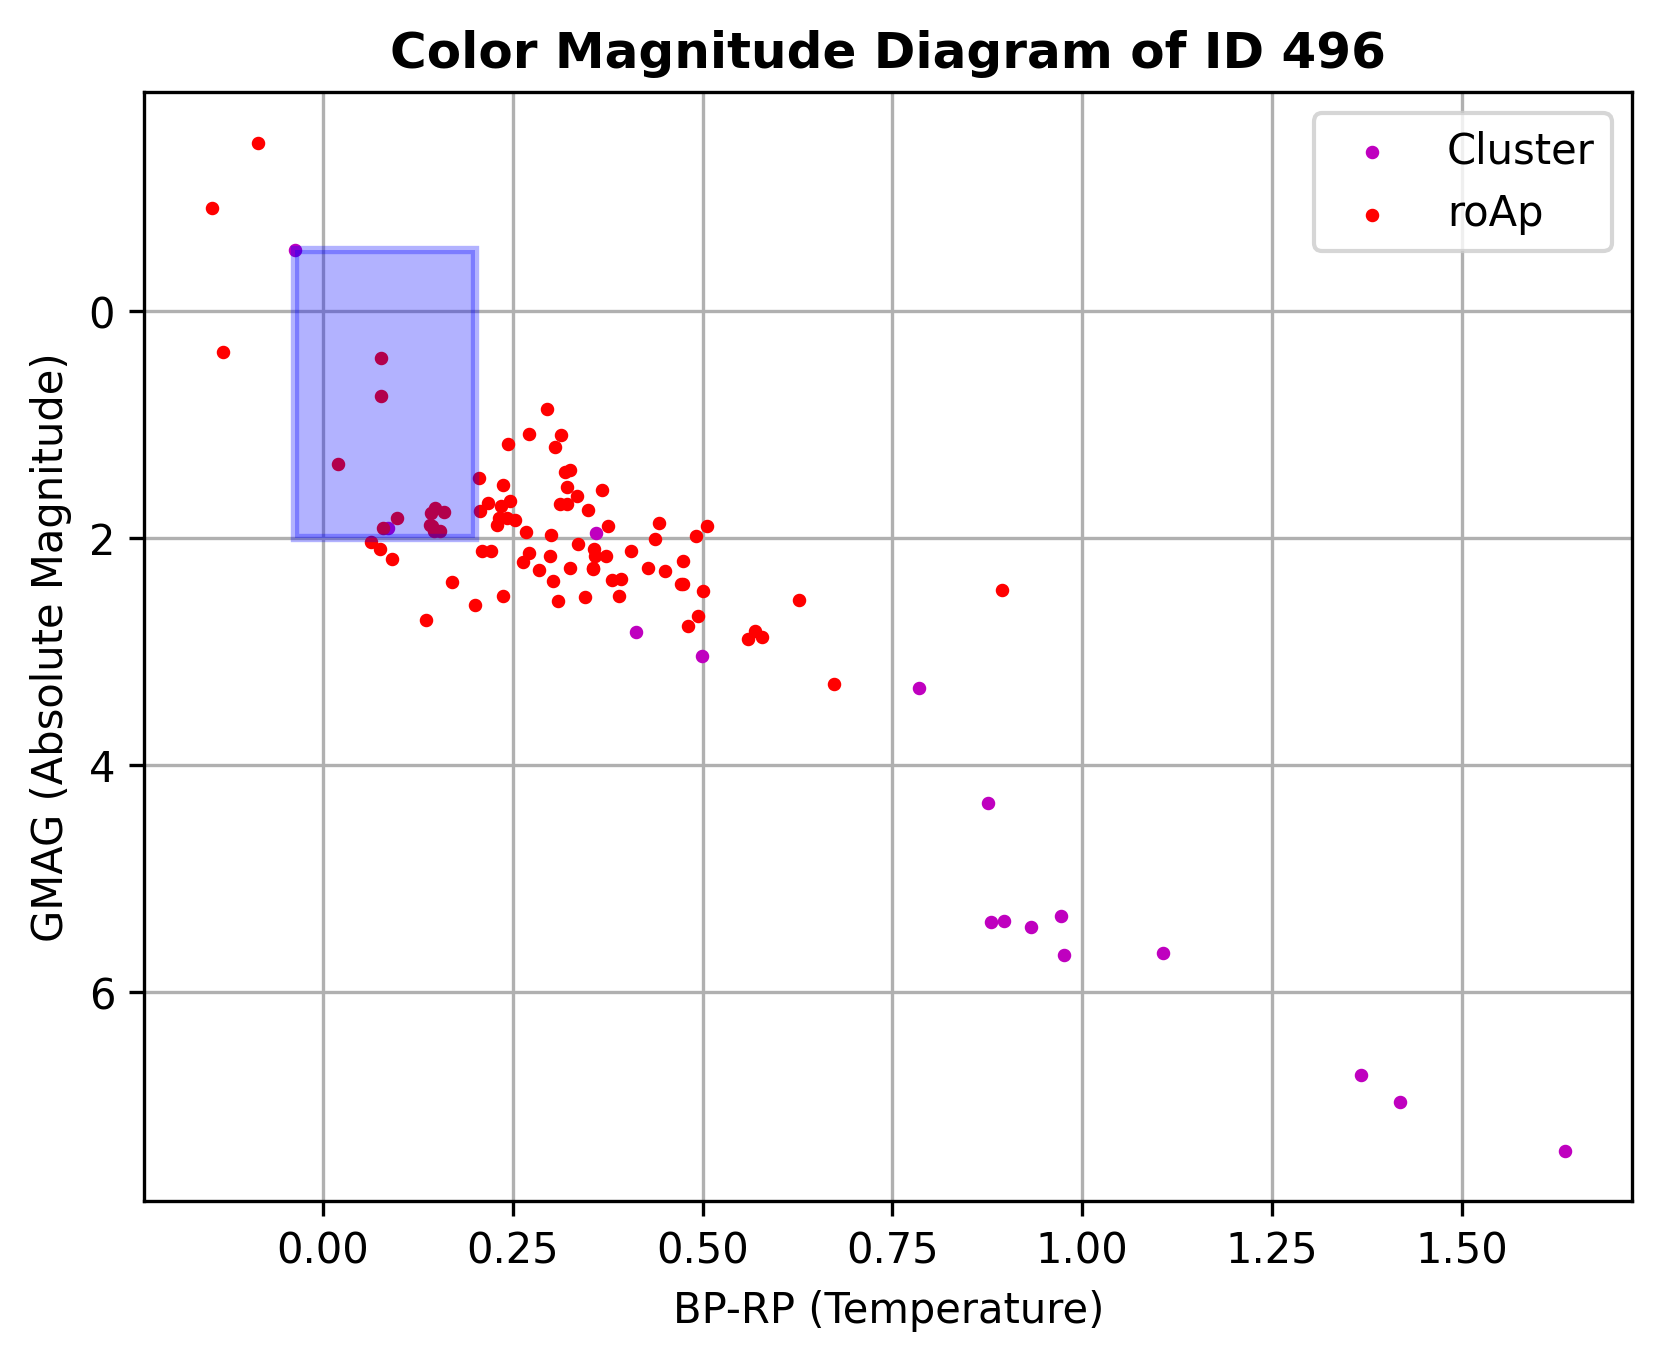 Color Magnitude Diagram of ID 496
Cluster
roAp
GMAG (Absolute Magnitude)
0
2
4
6
0.00 0.25 0.50 0.75 1.00 1.25 1.50
BP-RP (Temperature)